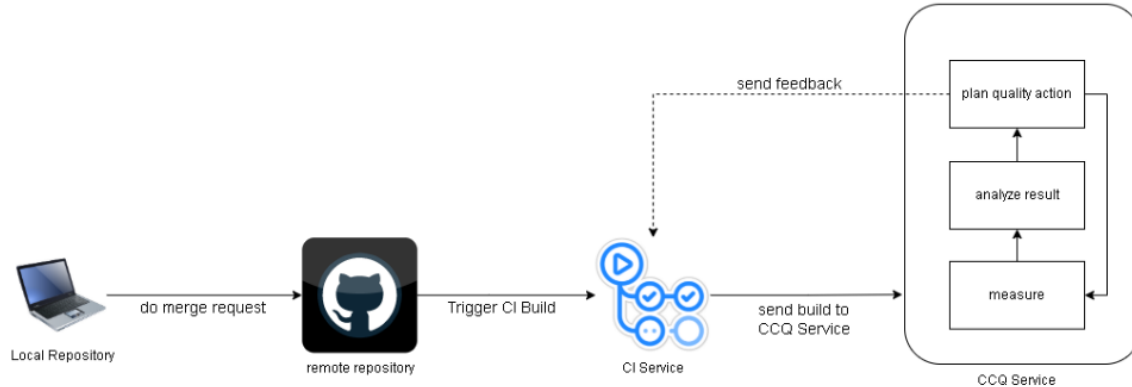 send feedback
plan quality action
analyze result
do merge request
Trigger CI Build
send build to
CCQ Service
measure
Local Repository
remote repository
CI Service
CCQ Service